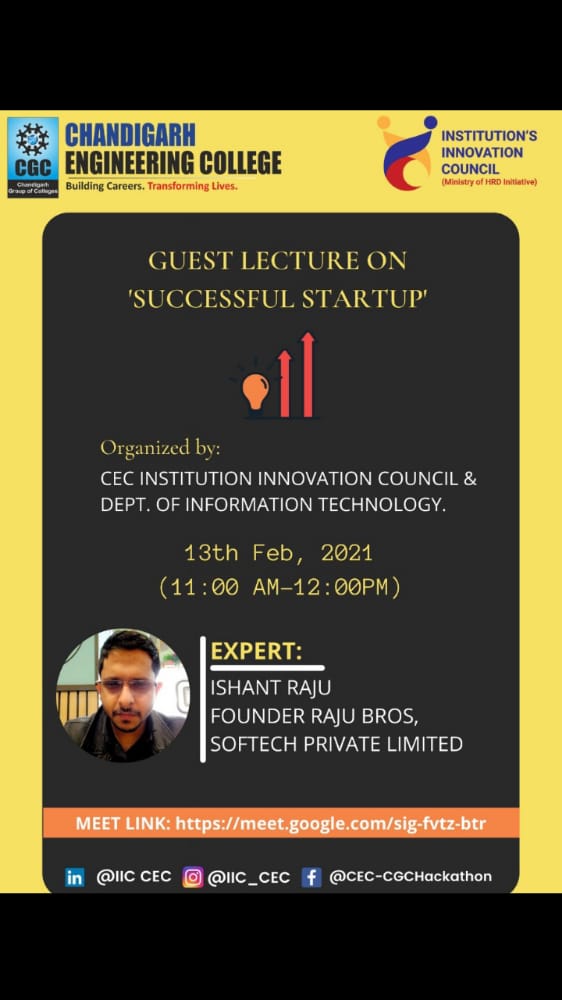 CGC
Chandigarh
Group of Colleges
CHANDIGARH
ENGINEERING COLLEGE
Building Careers. Transforming Lives.
INSTITUTION'S
INNOVATION
COUNCIL
(Ministry of HRD Initiative)
GUEST LECTURE ON
'SUCCESSFUL STARTUP'
Organized by:
CEC INSTITUTION INNOVATION COUNCIL &
DEPT. OF INFORMATION TECHNOLOGY.
13th Feb, 2021
(11:00 AM-12:00PM)
EXPERT:
ISHANT RAJU
FOUNDER RAJU BROS,
SOFTECH PRIVATE LIMITED
MEET LINK: https://meet.google.com/sig-fvtz-btr
in @IIC CEC @IIC_CEC f @CEC-CGCHackathon